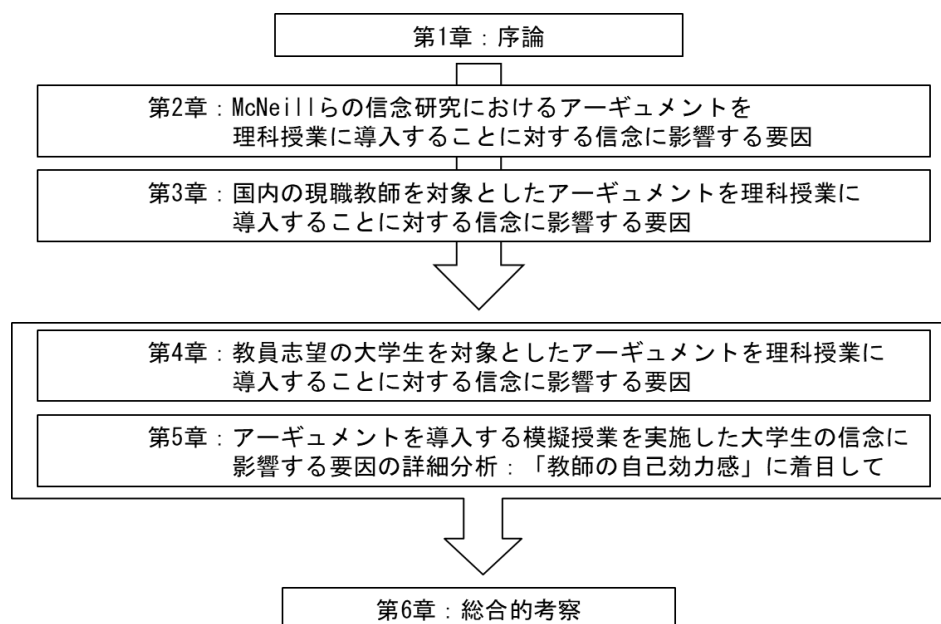 第1章：序論
第2章：McNeillらの信念研究におけるアーギュメントを
理科授業に導入することに対する信念に影響する要因
第3章：国内の現職教師を対象としたアーギュメントを理科授業に
導入することに対する信念に影響する要因
第4章：教員志望の大学生を対象としたアーギュメントを理科授業に
導入することに対する信念に影響する要因
第5章：アーギュメントを導入する模擬授業を実施した大学生の信念に
影響する要因の詳細分析：「教師の自己効力感」に着目して
第6章：総合的考察